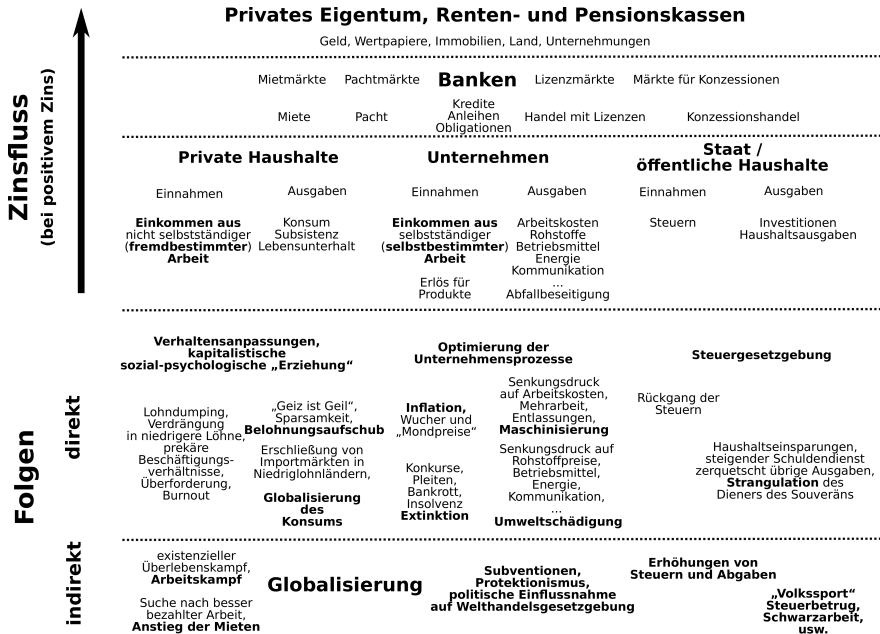 Privates Eigentum, Renten- und Pensionskassen
Geld, Wertpapiere, Immobilien, Land, Unternehmungen
Zinsfluss
(bei positivem Zins)
Mietmärkte Pachtmärkte Banken Lizenzmärkte Märkte für Konzessionen
Miete Pacht
Kredite
Anleihen
Obligationen
Handel mit Lizenzen Konzessionshandel
Private Haushalte
Einnahmen
Einkommen aus
nicht selbstständiger
(fremdbestimmter)
Arbeit
Ausgaben
Konsum
Subsistenz
Lebensunterhalt
Unternehmen
Einnahmen
Einkommen aus
selbstständiger
(selbstbestimmter)
Arbeit
Erlös für
Produkte
Ausgaben
Arbeitskosten
Rohstoffe
Betriebsmittel
Energie
Kommunikation
...
Abfallbeseitigung
Staat /
öffentliche Haushalte
Einnahmen
Steuern
Ausgaben
Investitionen
Haushaltsausgaben
Folgen
direkt
Verhaltensanpassungen,
kapitalistische
sozial-psychologische „Erziehung“
Lohndumping,
Verdrängung
in niedrigere Löhne,
prekäre
Beschäftigungs-
verhältnisse,
Überforderung,
Burnout
„Geiz ist Geil“,
Sparsamkeit,
Belohnungsaufschub
Erschließung von
Importmärkten in
Niedriglohnländern,
Globalisierung
des
Konsums
Optimierung der
Unternehmensprozesse
Inflation,
Wucher und
„Mondpreise“
Konkurse,
Pleiten,
Bankrott,
Insolvenz
Extinktion
Senkungsdruck
auf Arbeitskosten,
Mehrarbeit,
Entlassungen,
Maschinisierung
Senkungsdruck auf
Rohstoffpreise,
Betriebsmittel,
Energie,
Kommunikation,
...
Umweltschädigung
Steuergesetzgebung
Rückgang der
Steuern
Haushaltseinsparungen,
steigender Schuldendienst
zerquetscht übrige Ausgaben,
Strangulation des
Dieners des Souveräns
indirekt
existenzieller
Überlebenskampf,
Arbeitskampf
Suche nach besser
bezahlter Arbeit,
Anstieg der Mieten
Globalisierung
Subventionen,
Protektionismus,
politische Einflussnahme
auf Welthandelsgesetzgebung
Erhöhungen von
Steuern und Abgaben
„Volkssport“
Steuerbetrug,
Schwarzarbeit,
usw.